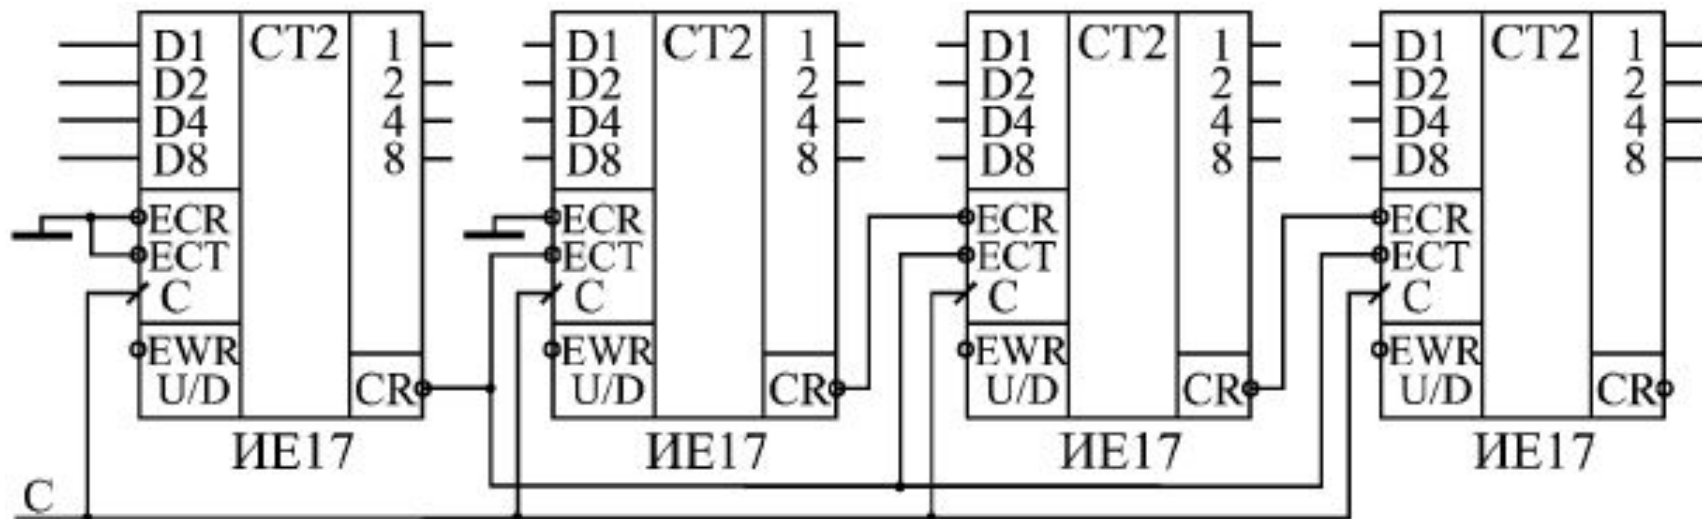 D1 CT2 1 D1 CT2 1 D1 CT2 1 D1 CT2 1
D2 2 D2 2 D2 2 D2 2
D4 4 D4 4 D4 4 D4 4
D8 8 D8 8 D8 8 D8 8
ECR ECR ECR ECR
ECT ECT ECT ECT
C C C C
EWR EWR EWR EWR
U/D CR U/D CR U/D CR U/D CR
ИЕ17 ИЕ17 ИЕ17 ИЕ17
C